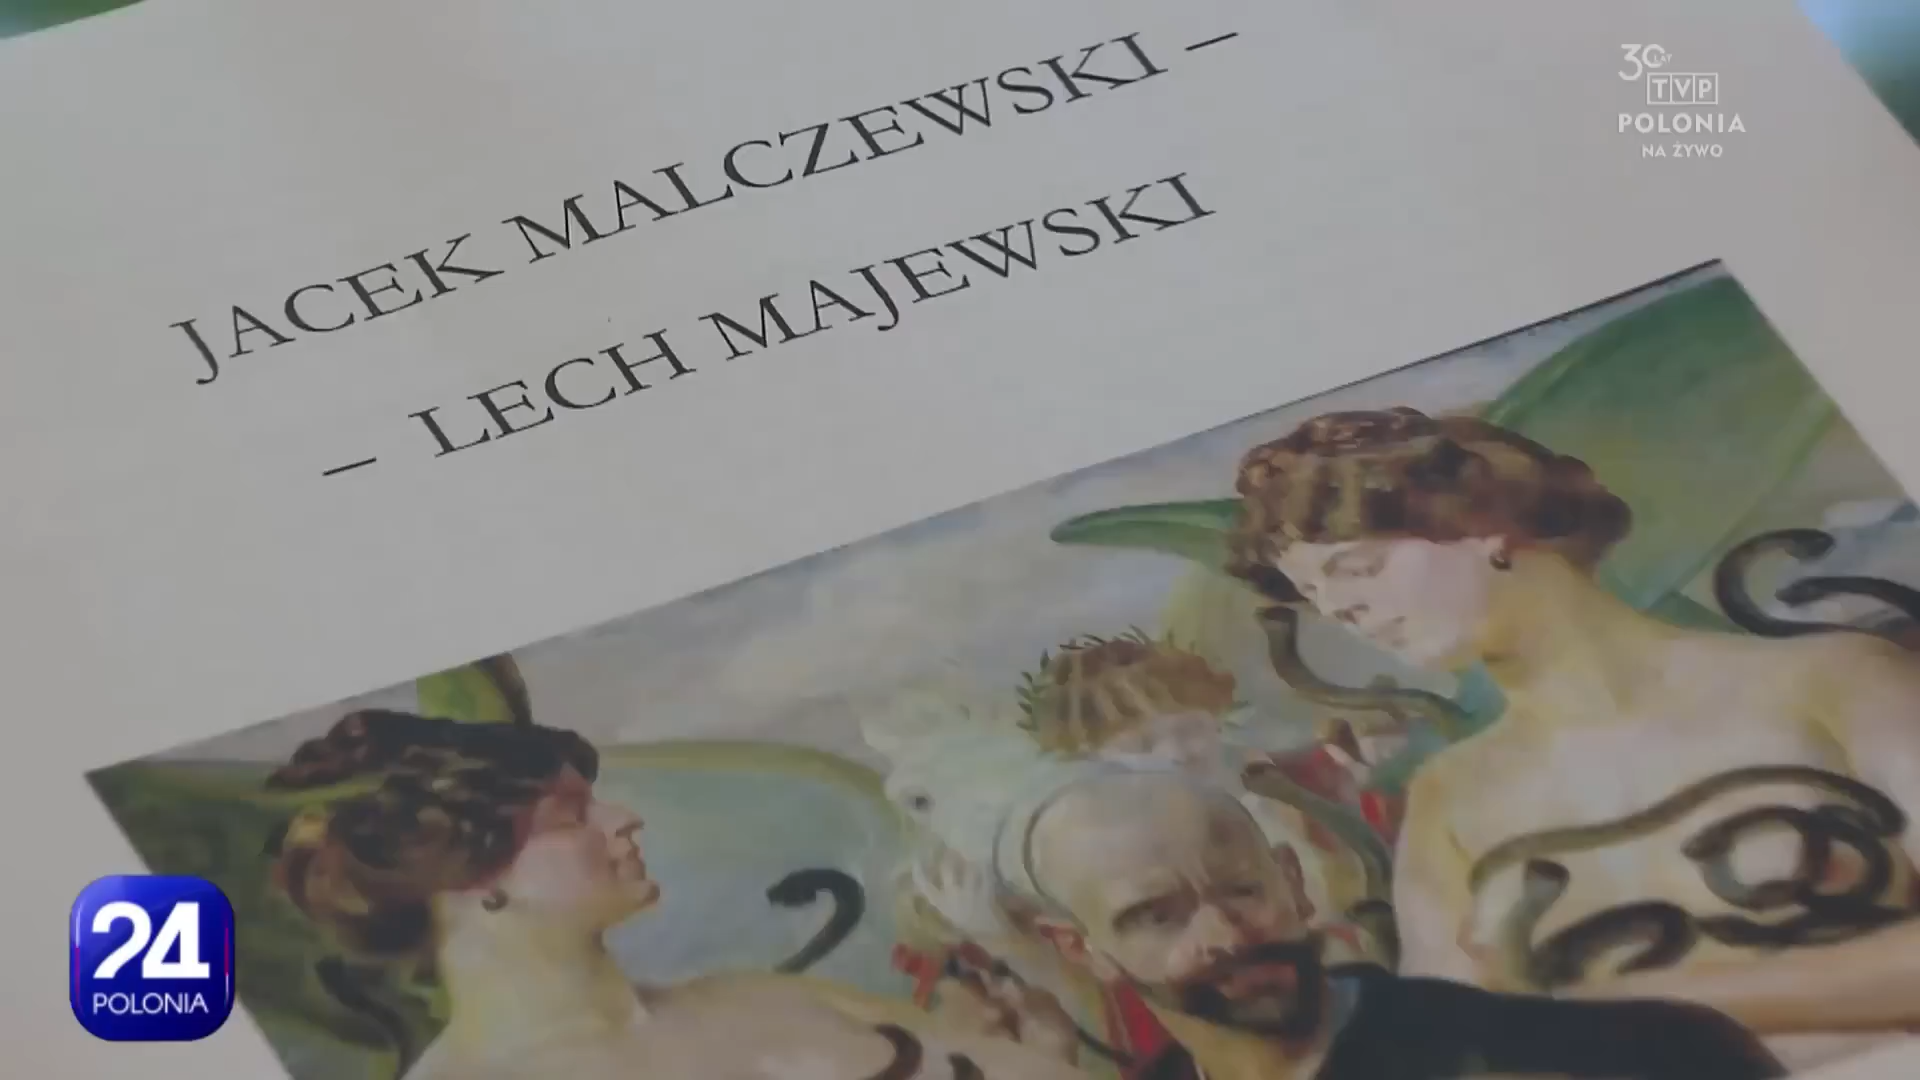 JACEK MALCZEWSKI –
– LECH MAJEWSKI
30 LAT
TVP
POLONIA
NA ŻYWO
24
POLONIA